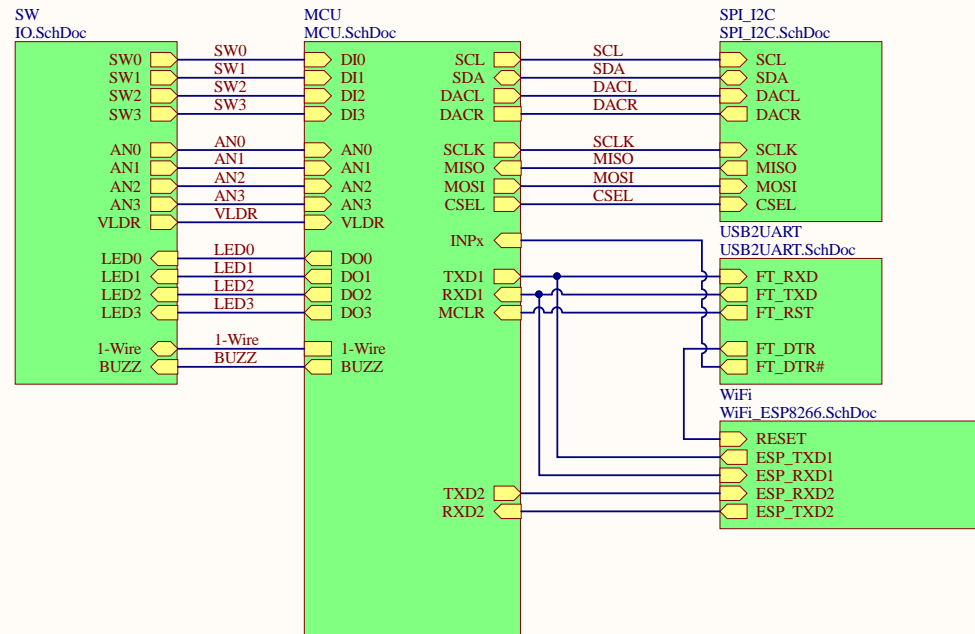 SW
IO.SchDoc
SW0
SW1
SW2
SW3
AN0
AN1
AN2
AN3
VLDR
LED0
LED1
LED2
LED3
1-Wire
BUZZ
SW0
SW1
SW2
SW3
AN0
AN1
AN2
AN3
VLDR
LED0
LED1
LED2
LED3
1-Wire
BUZZ
MCU
MCU.SchDoc
DI0
DI1
DI2
DI3
AN0
AN1
AN2
AN3
VLDR
DO0
DO1
DO2
DO3
1-Wire
BUZZ
SCL
SDA
DACL
DACR
SCLK
MISO
MOSI
CSEL
INPx
TXD1
RXD1
MCLR
TXD2
RXD2
SCL
SDA
DACL
DACR
SCLK
MISO
MOSI
CSEL
SPI_I2C
SPI_I2C.SchDoc
SCL
SDA
DACL
DACR
SCLK
MISO
MOSI
CSEL
USB2UART
USB2UART.SchDoc
FT_RXD
FT_TXD
FT_RST
FT_DTR
FT_DTR#
WiFi
WiFi_ESP8266.SchDoc
RESET
ESP_TXD1
ESP_RXD1
ESP_RXD2
ESP_TXD2